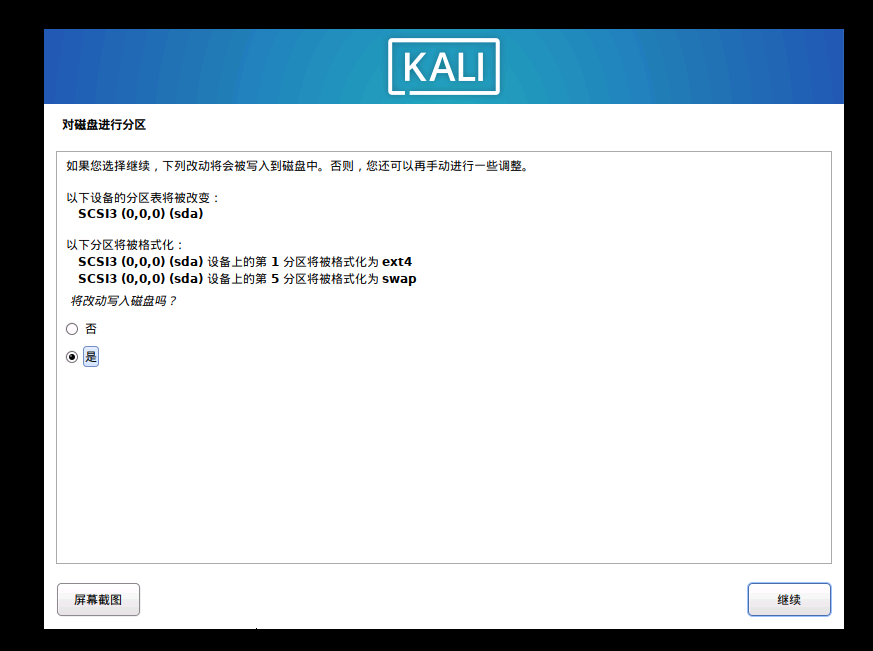 KALI
对磁盘进行分区
如果您选择继续，下列改动将会被写入到磁盘中。否则，您还可以再手动进行一些调整。
以下设备的分区表将被改变：
SCSI3 (0,0,0) (sda)
以下分区将被格式化：
SCSI3 (0,0,0) (sda) 设备上的第 1 分区将被格式化为 ext4
SCSI3 (0,0,0) (sda) 设备上的第 5 分区将被格式化为 swap
将改动写入磁盘吗？
否
是
屏幕截图
继续